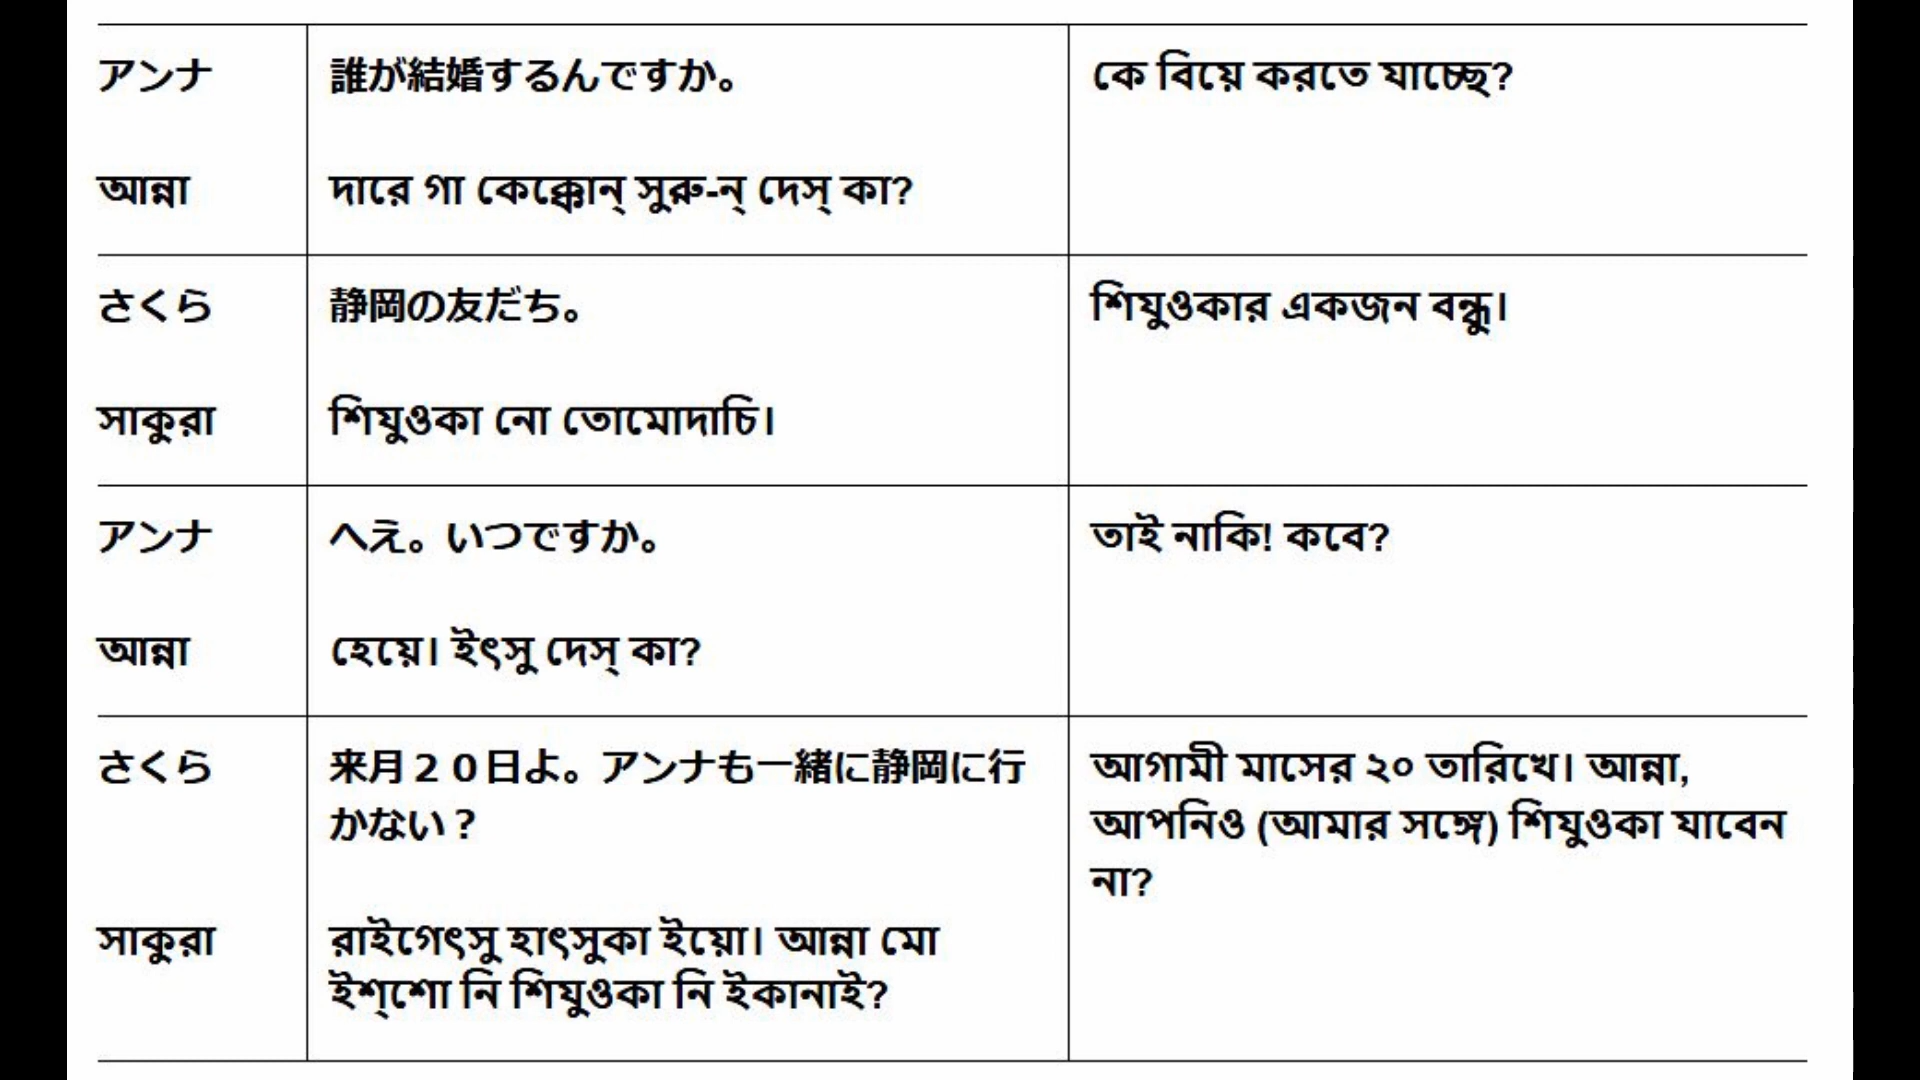 アンナ 誰が結婚するんですか。 কে বিয়ে করতে যাচ্ছে?
আন্না দারে গা কেক্কোন্ সুরু-ন্ দেস্ কা?
さくら 静岡の友だち。 শিযুওকার একজন বন্ধু।
সাকুরা শিযুওকা নো তোমোদাচি।
アンナ へえ。いつですか。 তাই নাকি! কবে?
আন্না হেয়ে। ইৎসু দেস্ কা?
さくら 来月２０日よ。アンナも一緒に静岡に行 আগামী মাসের ২০ তারিখে। আন্না,
かない？ আপনিও (আমার সঙ্গে) শিযুওকা যাবেন
না?
সাকুরা রাইগেৎসু হাৎসুকা ইয়ো। আন্না মো
ইশ্শো নি শিযুওকা নি ইকানাই?